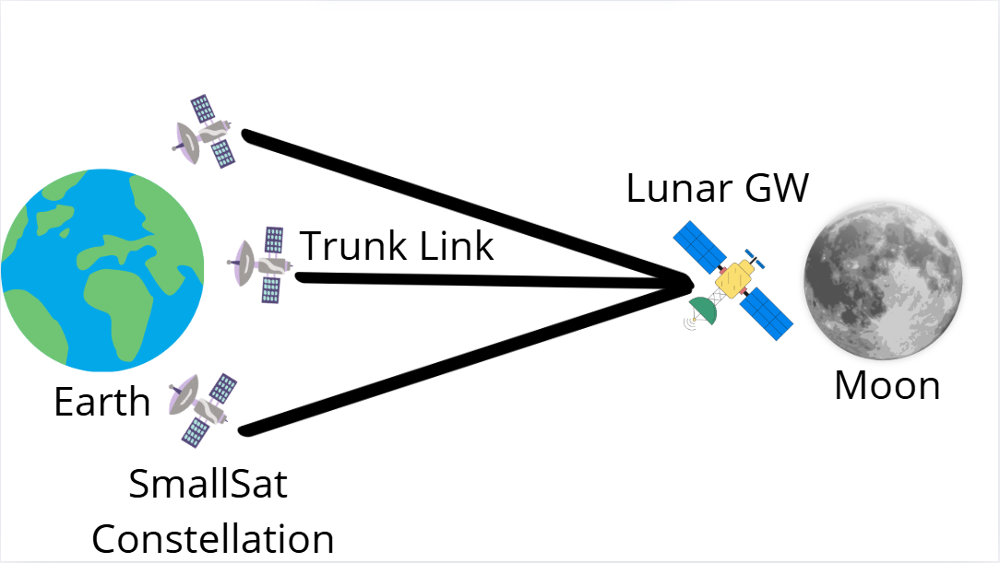 Lunar GW
Trunk Link
Moon
Earth
SmallSat
Constellation